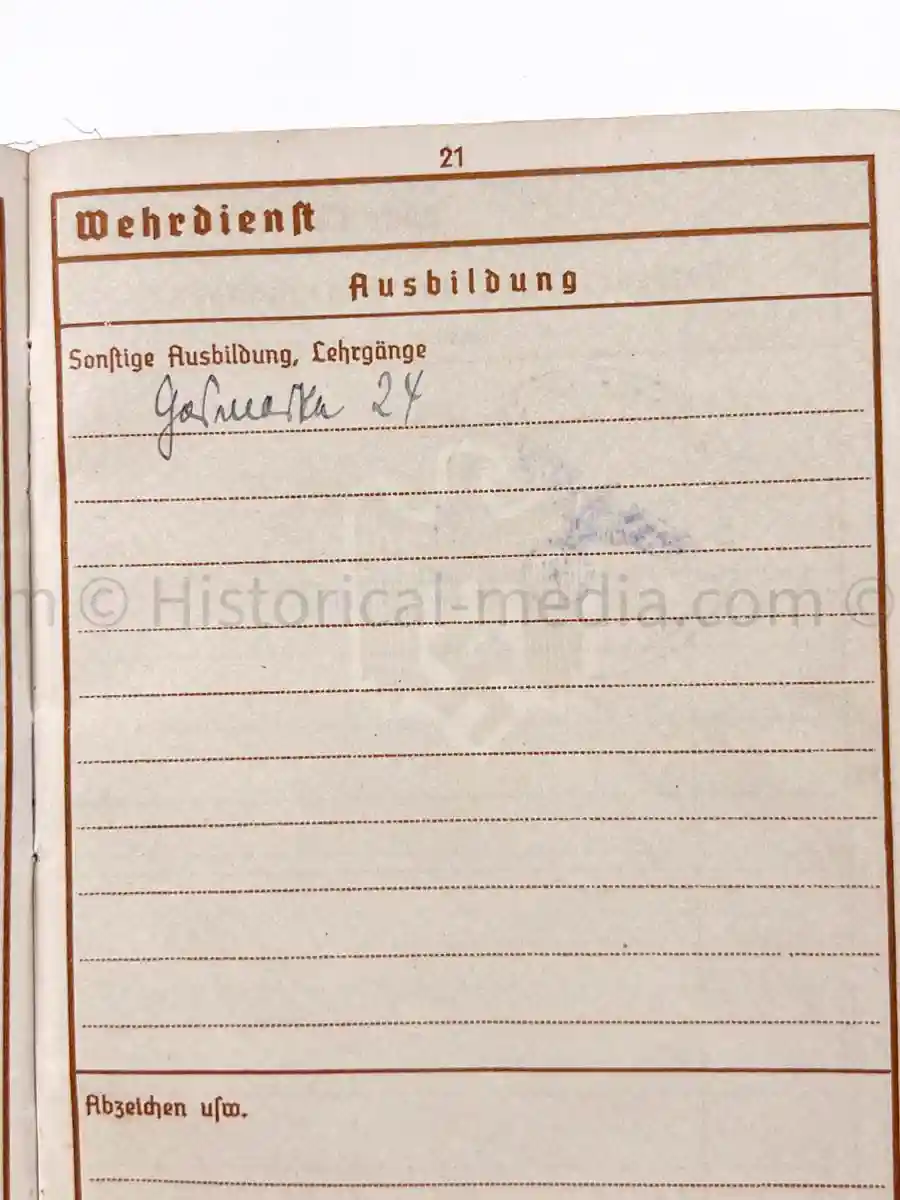 21
Wehrdienst
Ausbildung
Sonstige Ausbildung, Lehrgänge
Gasmaske 24
m © Historical-media.com ©
Abzeichen usw.